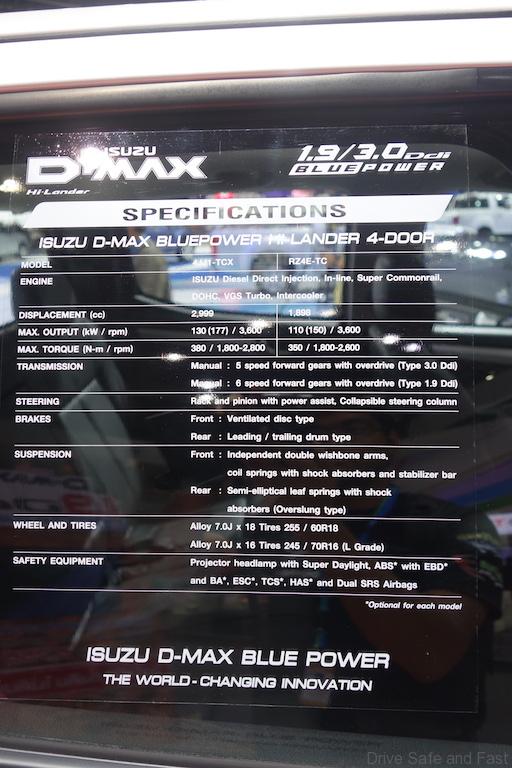 ISUZU
D-MAX
Hi-Lander
1.9/3.0 Ddi
BLUEPOWER
SPECIFICATIONS
ISUZU D-MAX BLUEPOWER HI-LANDER 4-DOOR
MODEL 4JJ1-TCX RZ4E-TC
ENGINE ISUZU Diesel Direct Injection, In-line, Super Commonrail,
DOHC, VGS Turbo, Intercooler
DISPLACEMENT (cc) 2,999 1,898
MAX. OUTPUT (kW / rpm) 130 (177) / 3,600 110 (150) / 3,600
MAX. TORQUE (N-m / rpm) 380 / 1,800-2,800 350 / 1,800-2,600
TRANSMISSION Manual : 5 speed forward gears with overdrive (Type 3.0 Ddi)
Manual : 6 speed forward gears with overdrive (Type 1.9 Ddi)
STEERING Rack and pinion with power assist, Collapsible steering column
BRAKES Front : Ventilated disc type
Rear : Leading / trailing drum type
SUSPENSION Front : Independent double wishbone arms,
coil springs with shock absorbers and stabilizer bar
Rear : Semi-elliptical leaf springs with shock
absorbers (Overslung type)
WHEEL AND TIRES Alloy 7.0J x 18 Tires 255 / 60R18
Alloy 7.0J x 16 Tires 245 / 70R16 (L Grade)
SAFETY EQUIPMENT Projector headlamp with Super Daylight, ABS* with EBD*
and BA*, ESC*, TCS*, HAS* and Dual SRS Airbags
*Optional for each model
ISUZU D-MAX BLUE POWER
THE WORLD-CHANGING INNOVATION
Drive Safe and Fast